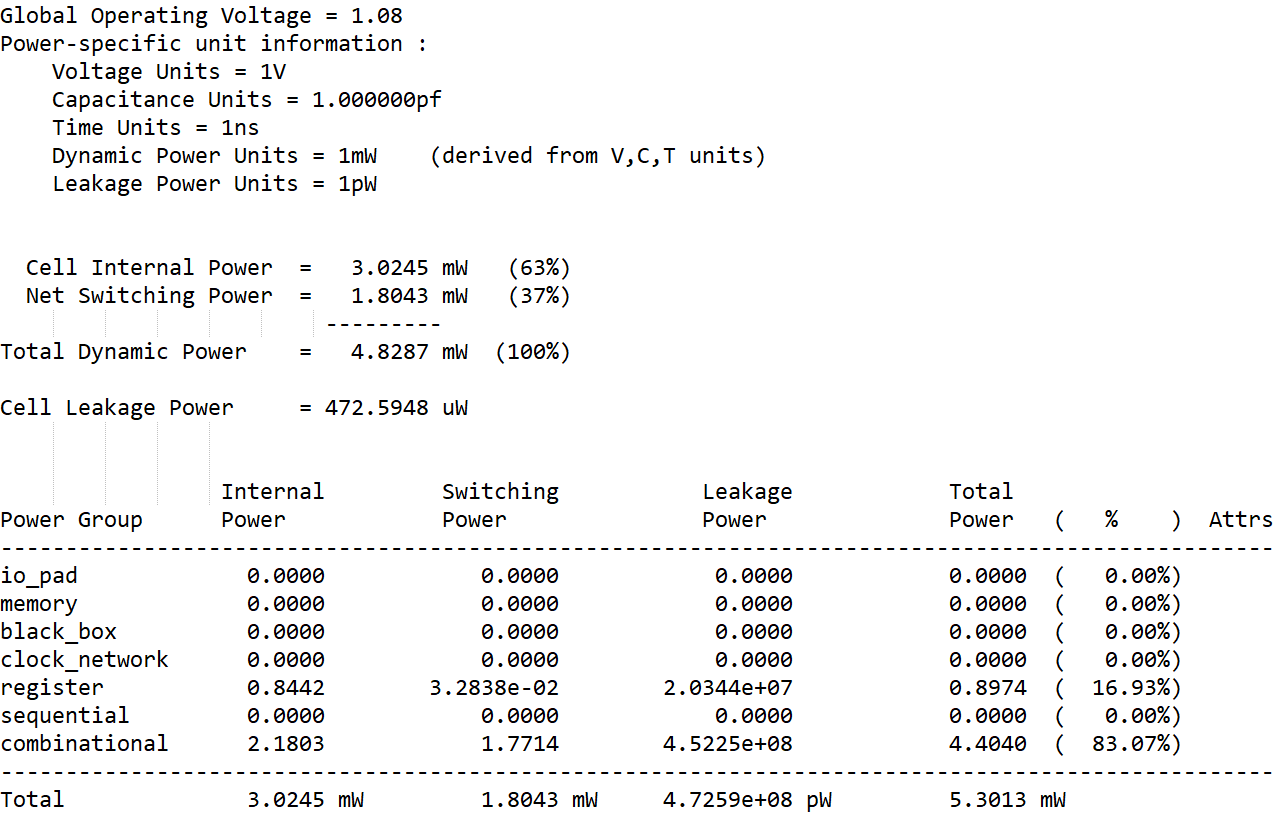 Global Operating Voltage = 1.08
Power-specific unit information :
    Voltage Units = 1V
    Capacitance Units = 1.000000pf
    Time Units = 1ns
    Dynamic Power Units = 1mW    (derived from V,C,T units)
    Leakage Power Units = 1pW


  Cell Internal Power  =   3.0245 mW   (63%)
  Net Switching Power  =   1.8043 mW   (37%)
                         ---------
Total Dynamic Power    =   4.8287 mW  (100%)

Cell Leakage Power     = 472.5948 uW


                 Internal         Switching           Leakage            Total
Power Group      Power            Power               Power              Power   (   %    )  Attrs
--------------------------------------------------------------------------------------------------
io_pad             0.0000            0.0000            0.0000            0.0000  (   0.00%)
memory             0.0000            0.0000            0.0000            0.0000  (   0.00%)
black_box          0.0000            0.0000            0.0000            0.0000  (   0.00%)
clock_network      0.0000            0.0000            0.0000            0.0000  (   0.00%)
register           0.8442        3.2838e-02        2.0344e+07            0.8974  (  16.93%)
sequential         0.0000            0.0000            0.0000            0.0000  (   0.00%)
combinational      2.1803            1.7714        4.5225e+08            4.4040  (  83.07%)
--------------------------------------------------------------------------------------------------
Total              3.0245 mW         1.8043 mW     4.7259e+08 pW         5.3013 mW